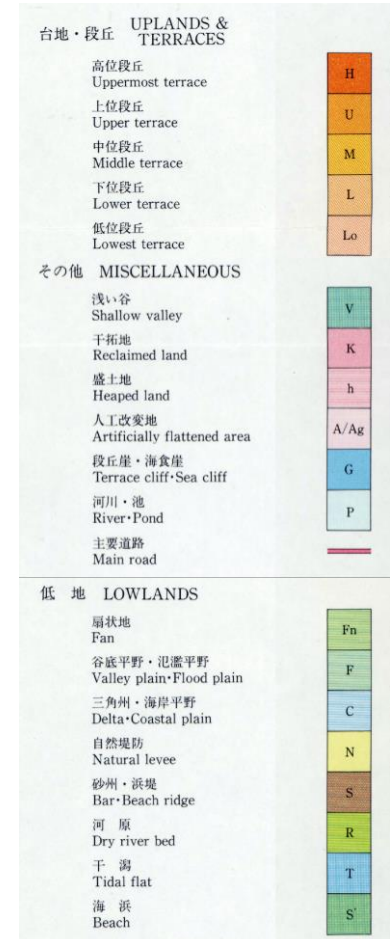 台地・段丘 UPLANDS & TERRACES
高位段丘
Uppermost terrace
H
上位段丘
Upper terrace
U
中位段丘
Middle terrace
M
下位段丘
Lower terrace
L
低位段丘
Lowest terrace
Lo
その他 MISCELLANEOUS
浅い谷
Shallow valley
V
干拓地
Reclaimed land
K
盛土地
Heaped land
h
人工改変地
Artificially flattened area
A/Ag
段丘崖・海食崖
Terrace cliff・Sea cliff
G
河川・池
River・Pond
P
主要道路
Main road
低 地 LOWLANDS
扇状地
Fan
Fn
谷底平野・氾濫平野
Valley plain・Flood plain
F
三角州・海岸平野
Delta・Coastal plain
C
自然堤防
Natural levee
N
砂州・浜堤
Bar・Beach ridge
S
河 原
Dry river bed
R
干 潟
Tidal flat
T
海 浜
Beach
S'